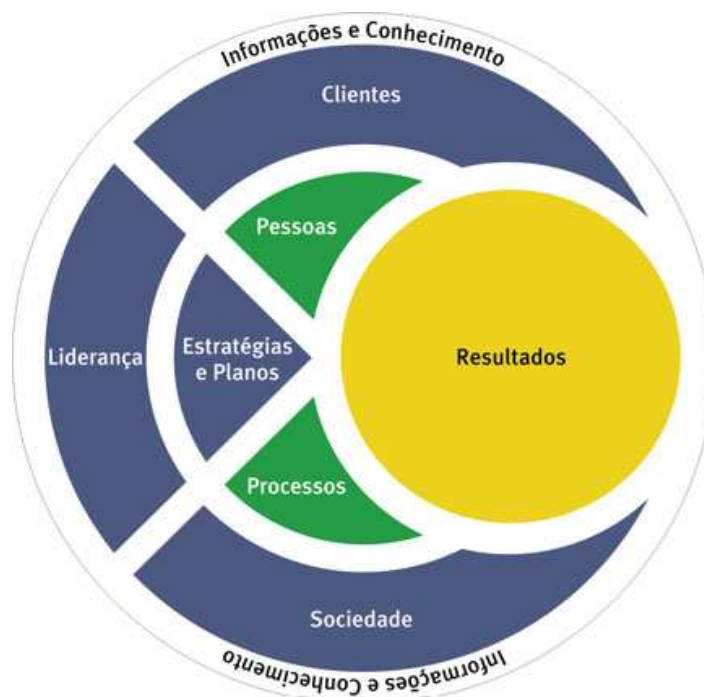 Informações e Conhecimento
Clientes
Pessoas
Liderança
Estratégias
e Planos
Resultados
Processos
Sociedade
Informações e Conhecimento